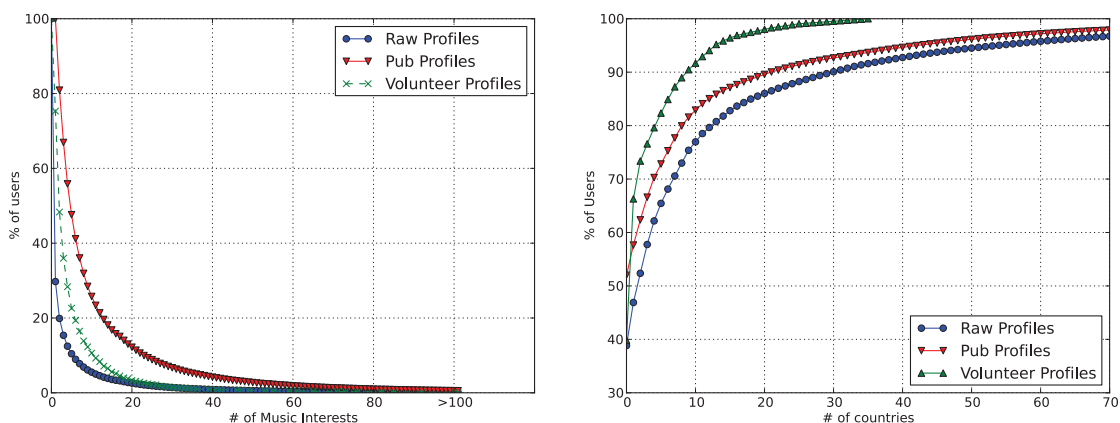 100
80
60
40
20
0
% of users
0 20 40 60 80 >100
# of Music Interests
Raw Profiles
Pub Profiles
Volunteer Profiles
100
90
80
70
60
50
40
30
% of Users
0 10 20 30 40 50 60 70
# of countries
Raw Profiles
Pub Profiles
Volunteer Profiles